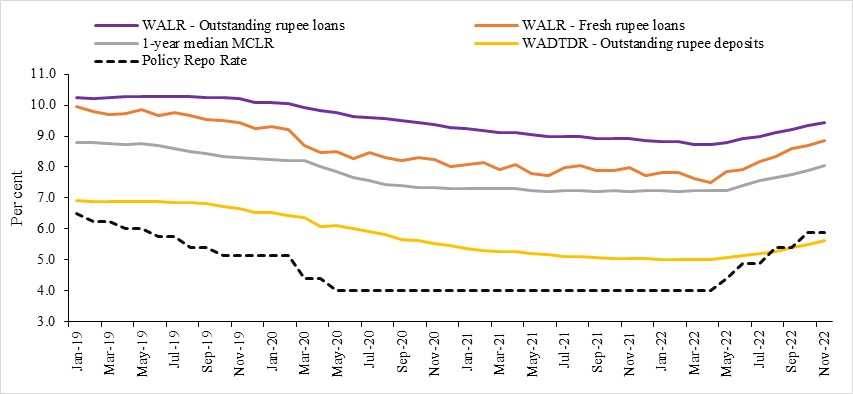 WALR - Outstanding rupee loans
WALR - Fresh rupee loans
1-year median MCLR
WADTDR - Outstanding rupee deposits
Policy Repo Rate
Per cent
11.0
10.0
9.0
8.0
7.0
6.0
5.0
4.0
3.0
Jan-19
Mar-19
May-19
Jul-19
Sep-19
Nov-19
Jan-20
Mar-20
May-20
Jul-20
Sep-20
Nov-20
Jan-21
Mar-21
May-21
Jul-21
Sep-21
Nov-21
Jan-22
Mar-22
May-22
Jul-22
Sep-22
Nov-22